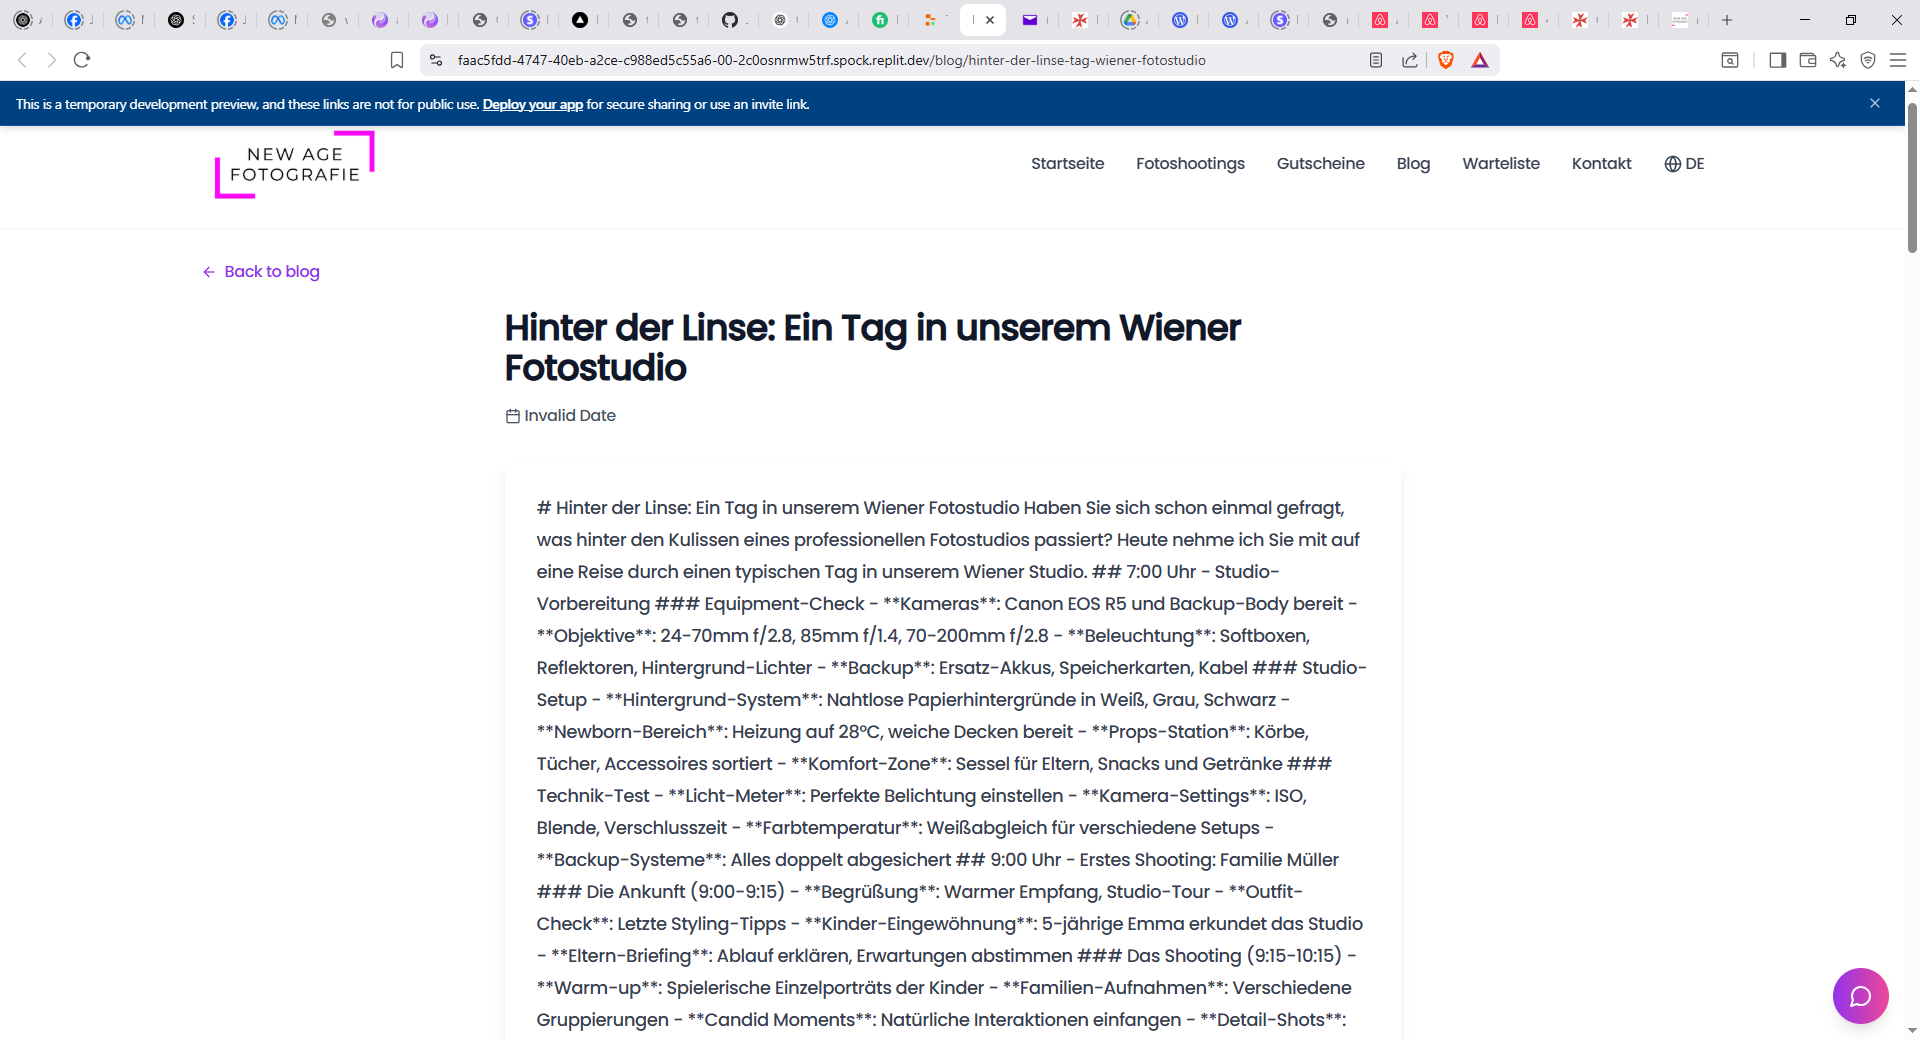 faac5fdd-4747-40eb-a2ce-c988ed5c55a6-00-2c0osnrmw5trf.spock.replit.dev/blog/hinter-der-linse-tag-wiener-fotostudio
This is a temporary development preview, and these links are not for public use. Deploy your app for secure sharing or use an invite link.
NEW AGE
FOTOGRAFIE
Startseite
Fotoshootings
Gutscheine
Blog
Warteliste
Kontakt
DE
Back to blog
Hinter der Linse: Ein Tag in unserem Wiener
Fotostudio
Invalid Date
# Hinter der Linse: Ein Tag in unserem Wiener Fotostudio Haben Sie sich schon einmal gefragt,
was hinter den Kulissen eines professionellen Fotostudios passiert? Heute nehme ich Sie mit auf
eine Reise durch einen typischen Tag in unserem Wiener Studio. ## 7:00 Uhr - Studio-
Vorbereitung ### Equipment-Check - **Kameras**: Canon EOS R5 und Backup-Body bereit -
**Objektive**: 24-70mm f/2.8, 85mm f/1.4, 70-200mm f/2.8 - **Beleuchtung**: Softboxen,
Reflektoren, Hintergrund-Lichter - **Backup**: Ersatz-Akkus, Speicherkarten, Kabel ### Studio-
Setup - **Hintergrund-System**: Nahtlose Papierhintergründe in Weiß, Grau, Schwarz -
**Newborn-Bereich**: Heizung auf 28°C, weiche Decken bereit - **Props-Station**: Körbe,
Tücher, Accessoires sortiert - **Komfort-Zone**: Sessel für Eltern, Snacks und Getränke ###
Technik-Test - **Licht-Meter**: Perfekte Belichtung einstellen - **Kamera-Settings**: ISO,
Blende, Verschlusszeit - **Farbtemperatur**: Weißabgleich für verschiedene Setups -
**Backup-Systeme**: Alles doppelt abgesichert ## 9:00 Uhr - Erstes Shooting: Familie Müller
### Die Ankunft (9:00-9:15) - **Begrüßung**: Warmer Empfang, Studio-Tour - **Outfit-
Check**: Letzte Styling-Tipps - **Kinder-Eingewöhnung**: 5-jährige Emma erkundet das Studio
- **Eltern-Briefing**: Ablauf erklären, Erwartungen abstimmen ### Das Shooting (9:15-10:15) -
**Warm-up**: Spielerische Einzelporträts der Kinder - **Familien-Aufnahmen**: Verschiedene
Gruppierungen - **Candid Moments**: Natürliche Interaktionen einfangen - **Detail-Shots**: